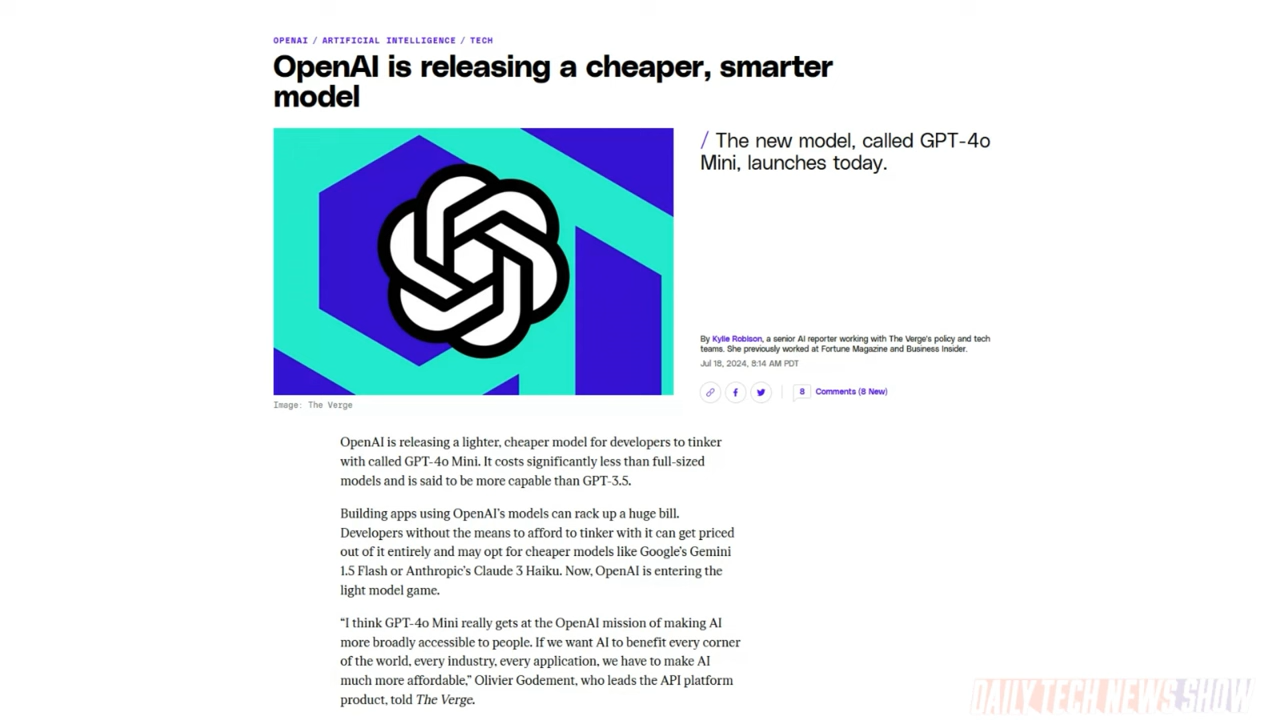 OPENAI / ARTIFICIAL INTELLIGENCE / TECH
OpenAI is releasing a cheaper, smarter
model
/ The new model, called GPT-4o
Mini, launches today.
By Kylie Robison, a senior AI reporter working with The Verge's policy and tech
teams. She previously worked at Fortune Magazine and Business Insider.
Jul 18, 2024, 8:14 AM PDT
8 Comments (8 New)
Image: The Verge
OpenAI is releasing a lighter, cheaper model for developers to tinker
with called GPT-4o Mini. It costs significantly less than full-sized
models and is said to be more capable than GPT-3.5.
Building apps using OpenAI’s models can rack up a huge bill.
Developers without the means to afford to tinker with it can get priced
out of it entirely and may opt for cheaper models like Google’s Gemini
1.5 Flash or Anthropic’s Claude 3 Haiku. Now, OpenAI is entering the
light model game.
“I think GPT-4o Mini really gets at the OpenAI mission of making AI
more broadly accessible to people. If we want AI to benefit every corner
of the world, every industry, every application, we have to make AI
much more affordable,” Olivier Godement, who leads the API platform
product, told The Verge.
DAILY TECH NEWS SHOW